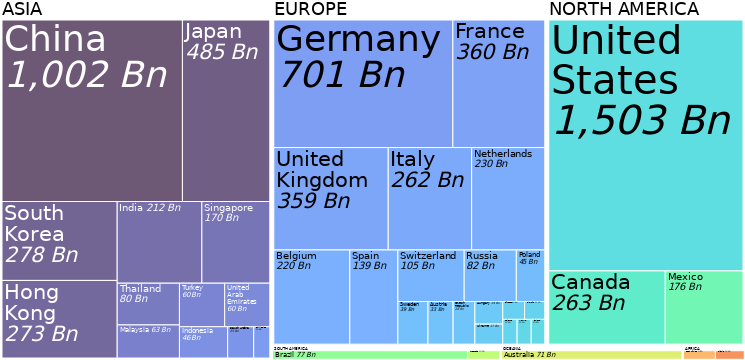 ASIA
China
1,002 Bn
Japan
485 Bn
South
Korea
278 Bn
Hong
Kong
273 Bn
India 212 Bn
Singapore
170 Bn
Thailand
80 Bn
Turkey
60Bn
United
Arab
Emirates
60 Bn
Malaysia 63 Bn
Indonesia
46Bn
EUROPE
Germany
701 Bn
France
360 Bn
United
Kingdom
359 Bn
Italy
262 Bn
Netherlands
230 Bn
Belgium
220 Bn
Spain
139 Bn
Switzerland
105 Bn
Russia
82 Bn
Poland
45 Bn
Sweden
39 Bn
Austria
33 Bn
NORTH AMERICA
United
States
1,503 Bn
Canada
263 Bn
Mexico
176 Bn
SOUTH AMERICA
Brazil 77 Bn
OCEANIA
Australia 71 Bn
AFRICA